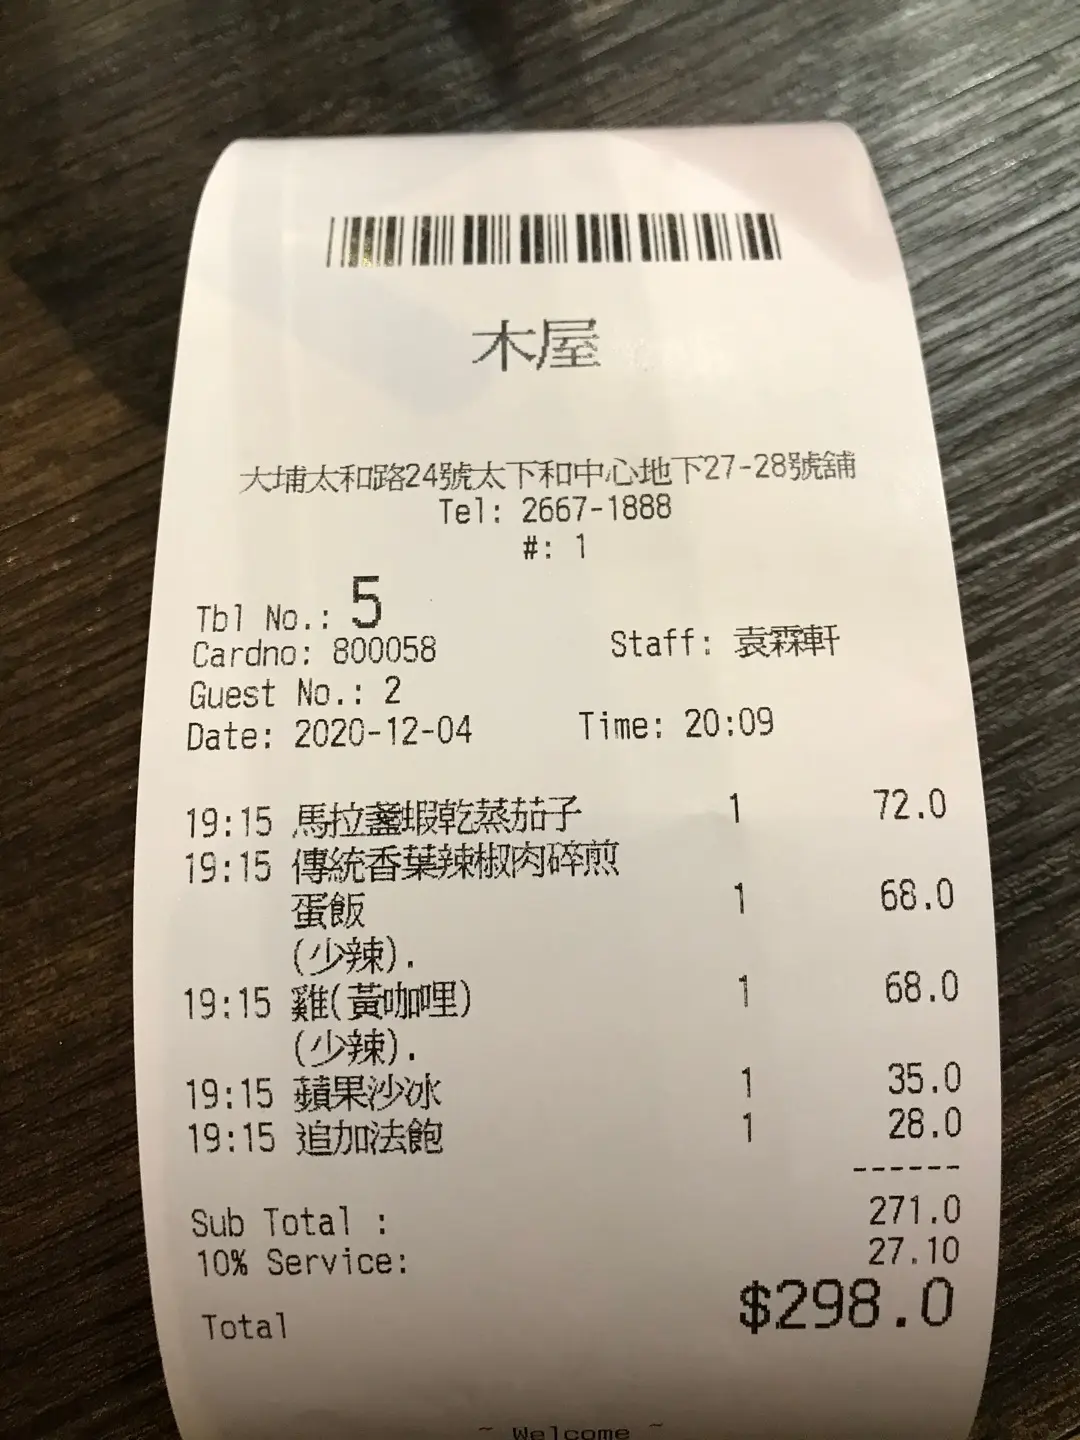 木屋
大埔太和路24號太下和中心地下27-28號舖
Tel: 2667-1888
#: 1
Tbl No.: 5
Cardno: 800058 Staff: 袁霖軒
Guest No.: 2
Date: 2020-12-04 Time: 20:09
19:15 馬拉盞蝦乾蒸茄子 1 72.0
19:15 傳統香葉辣椒肉碎煎
蛋飯 1 68.0
(少辣).
19:15 雞(黃咖哩) 1 68.0
(少辣).
19:15 蘋果沙冰 1 35.0
19:15 追加法飽 1 28.0
------
Sub Total : 271.0
10% Service: 27.10
Total $298.0
~ Welcome ~